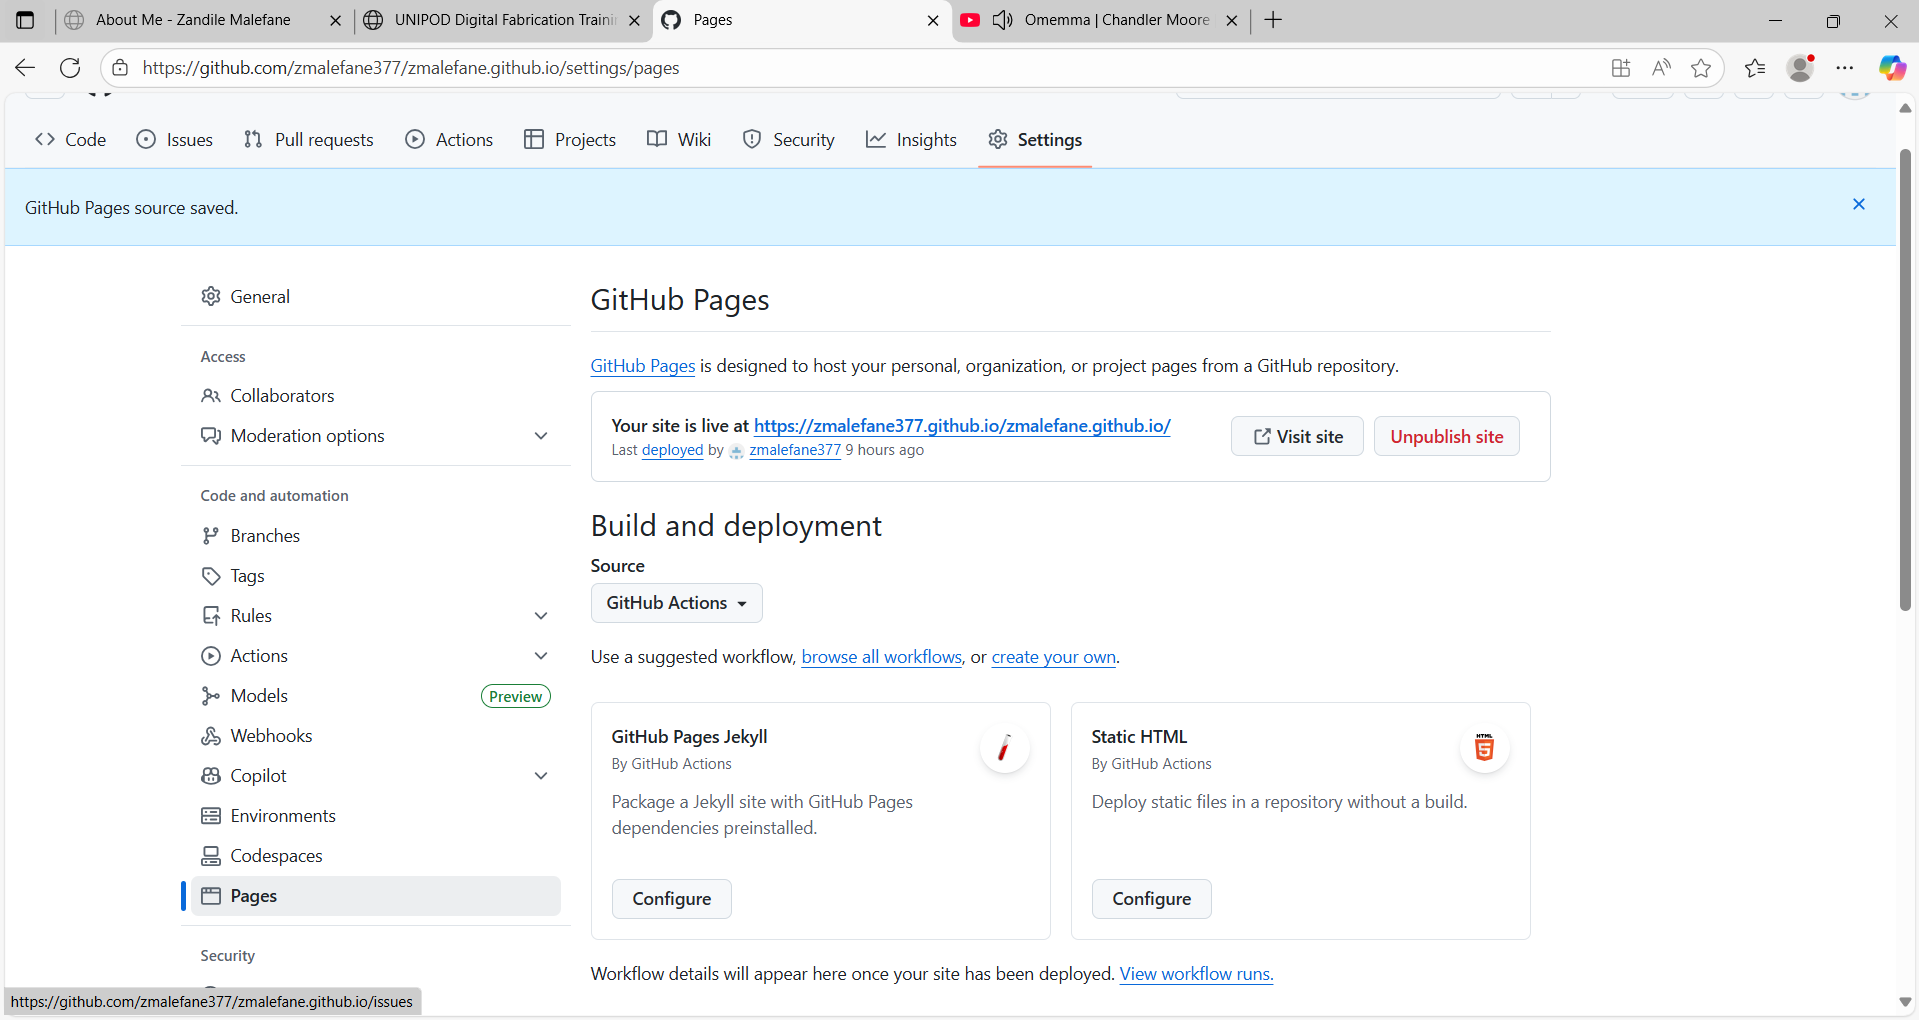 About Me - Zandile Malefane
UNIPOD Digital Fabrication Traini
Pages
Omemma | Chandler Moore
https://github.com/zmalefane377/zmalefane.github.io/settings/pages
Code
Issues
Pull requests
Actions
Projects
Wiki
Security
Insights
Settings
GitHub Pages source saved.
General
Access
Collaborators
Moderation options
Code and automation
Branches
Tags
Rules
Actions
Models
Preview
Webhooks
Copilot
Environments
Codespaces
Pages
Security
GitHub Pages
GitHub Pages is designed to host your personal, organization, or project pages from a GitHub repository.
Your site is live at https://zmalefane377.github.io/zmalefane.github.io/
Last deployed by zmalefane377 9 hours ago
Visit site
Unpublish site
Build and deployment
Source
GitHub Actions
Use a suggested workflow, browse all workflows, or create your own.
GitHub Pages Jekyll
By GitHub Actions
Package a Jekyll site with GitHub Pages
dependencies preinstalled.
Configure
Static HTML
By GitHub Actions
Deploy static files in a repository without a build.
Configure
HTML
5
Workflow details will appear here once your site has been deployed. View workflow runs.
https://github.com/zmalefane377/zmalefane.github.io/issues